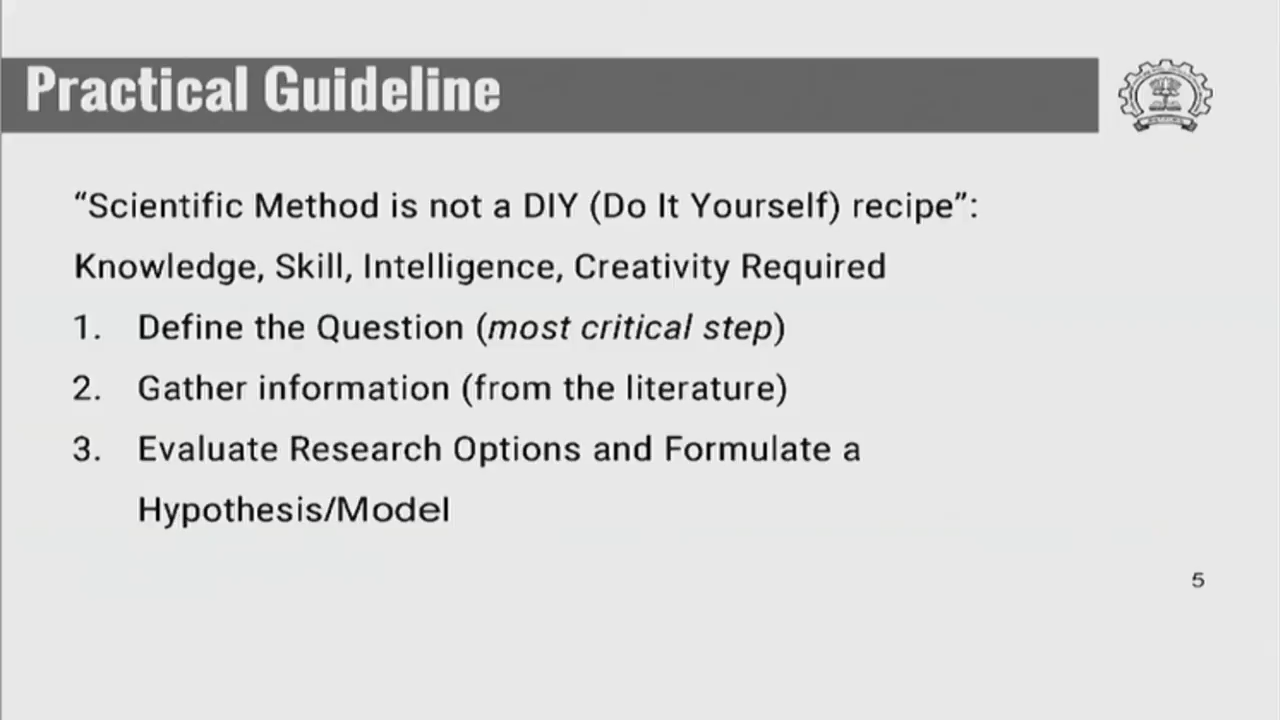 Practical Guideline
“Scientific Method is not a DIY (Do It Yourself) recipe”:
Knowledge, Skill, Intelligence, Creativity Required
1. Define the Question (most critical step)
2. Gather information (from the literature)
3. Evaluate Research Options and Formulate a
Hypothesis/Model
5